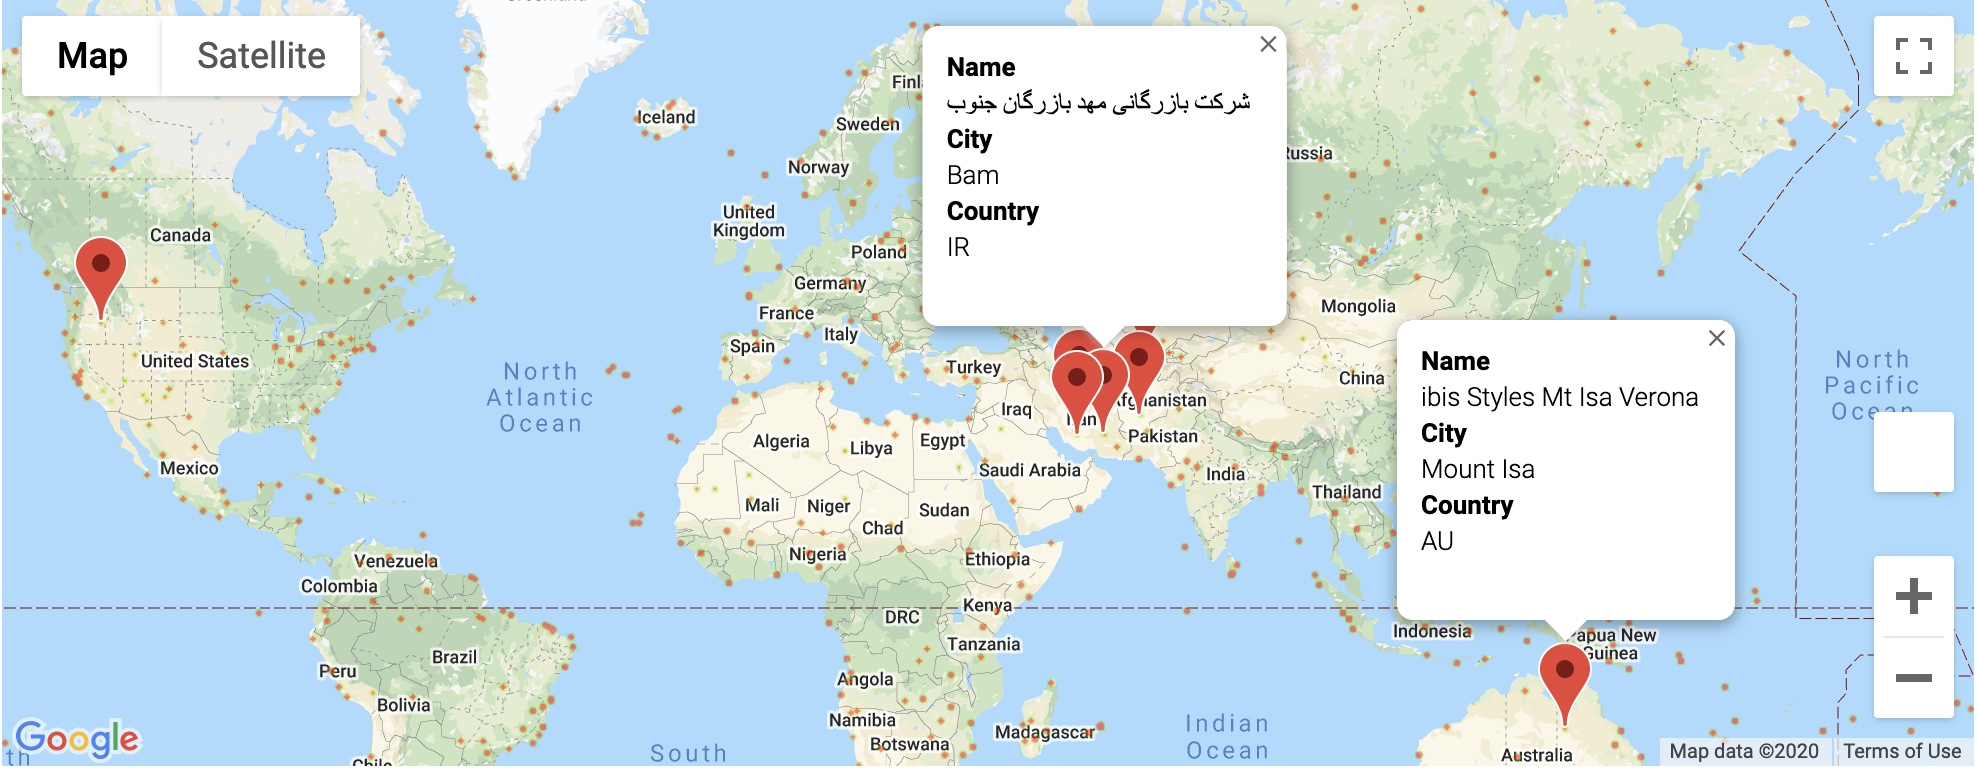 Map
Satellite
Name
شرکت بازرگانی مهد بازرگان جنوب
City
Bam
Country
IR
Name
ibis Styles Mt Isa Verona
City
Mount Isa
Country
AU
Iceland
Sweden
Norway
Russia
United
Kingdom
Canada
Poland
Germany
Mongolia
France
Italy
Spain
United States
North
Atlantic
Ocean
Turkey
China
North
Pacific
Ocean
Afghanistan
Iraq
Iran
Pakistan
Algeria
Libya
Egypt
Mexico
Saudi Arabia
India
Thailand
Mali
Niger
Sudan
Chad
Nigeria
Ethiopia
Venezuela
Colombia
Kenya
DRC
Indonesia
Papua New
Guinea
Tanzania
Brazil
Peru
Angola
Bolivia
Namibia
Madagascar
Botswana
Indian
Ocean
South
Australia
Chile
Google
Map data ©2020
Terms of Use